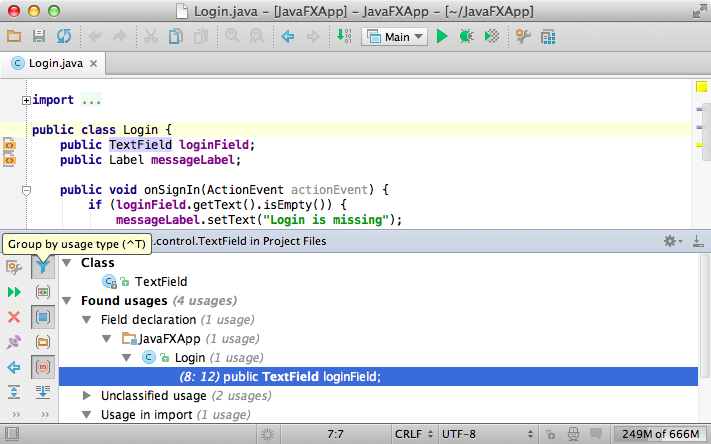 Login.java – [JavaFXApp] – JavaFXApp – [~/JavaFXApp]
Main
Login.java
import ...
public class Login {
public TextField loginField;
public Label messageLabel;
public void onSignIn(ActionEvent actionEvent) {
if (loginField.getText().isEmpty()) {
messageLabel.setText("Login is missing");
Group by usage type (^T)
.control.TextField in Project Files
Class
TextField
Found usages (4 usages)
Field declaration (1 usage)
JavaFXApp (1 usage)
Login (1 usage)
(8: 12) public TextField loginField;
Unclassified usage (2 usages)
Usage in import (1 usage)
7:7 CRLF UTF-8 249M of 666M